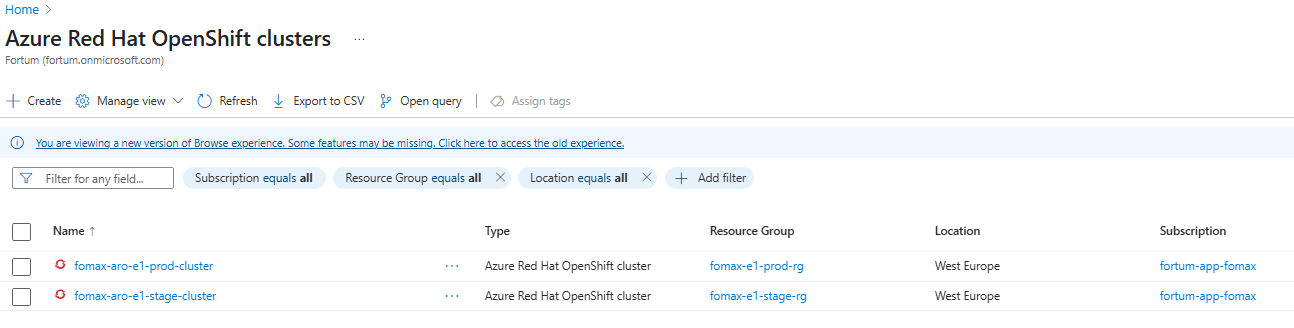 Home >
Azure Red Hat OpenShift clusters ...
Fortum (fortum.onmicrosoft.com)
Create Manage view Refresh Export to CSV Open query Assign tags
You are viewing a new version of Browse experience. Some features may be missing. Click here to access the old experience.
Filter for any field... Subscription equals all Resource Group equals all Location equals all Add filter
Name ↑ Type Resource Group Location Subscription
fomax-aro-e1-prod-cluster ... Azure Red Hat OpenShift cluster fomax-e1-prod-rg West Europe fortum-app-fomax
fomax-aro-e1-stage-cluster ... Azure Red Hat OpenShift cluster fomax-e1-stage-rg West Europe fortum-app-fomax